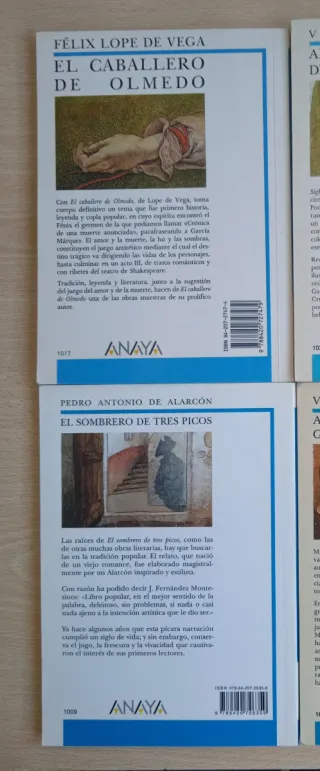 FÉLIX LOPE DE VEGA
EL CABALLERO
DE OLMEDO
Con El caballero de Olmedo, de Lope de Vega, toma
cuerpo definitivo un tema que fue primero historia,
leyenda y copla popular, en cuyo espíritu encontró el
Fénix el germen de la que podíamos llamar «Crónica
de una muerte anunciada», parafraseando a García
Márquez. El amor y la muerte, la luz y las sombras,
constituyen el juego antitético mediante el cual el des-
tino trágico va dirigiendo las vidas de los personajes,
hasta culminar en un acto III, de trazos románticos y
con ribetes del teatro de Shakespeare.
Tradición, leyenda y literatura, junto a la sugestión
del juego del amor y de la muerte, hacen de El caballero
de Olmedo una de las obras maestras de su prolífico
autor.
1017
ANAYA
PEDRO ANTONIO DE ALARCÓN
EL SOMBRERO DE TRES PICOS
Las raíces de El sombrero de tres picos, como las
de otras muchas obras literarias, hay que buscar-
las en la tradición popular. El relato, que nació
de un viejo romance, fue elaborado magistral-
mente por un Alarcón inspirado y estilista.
Con razón ha podido decir J. Fernández Monte-
sinos: «Libro popular, en el mejor sentido de la
palabra, deleitoso, sin problemas, si nada o casi
nada ajeno a la intención artística que le dio ser.»
Ya hace algunos años que esta pícara narración
cumplió un siglo de vida; y sin embargo, conser-
va el jogo, la frescura y la vivacidad que cautiva-
ron el interés de sus primeros lectores.
1009
ANAYA